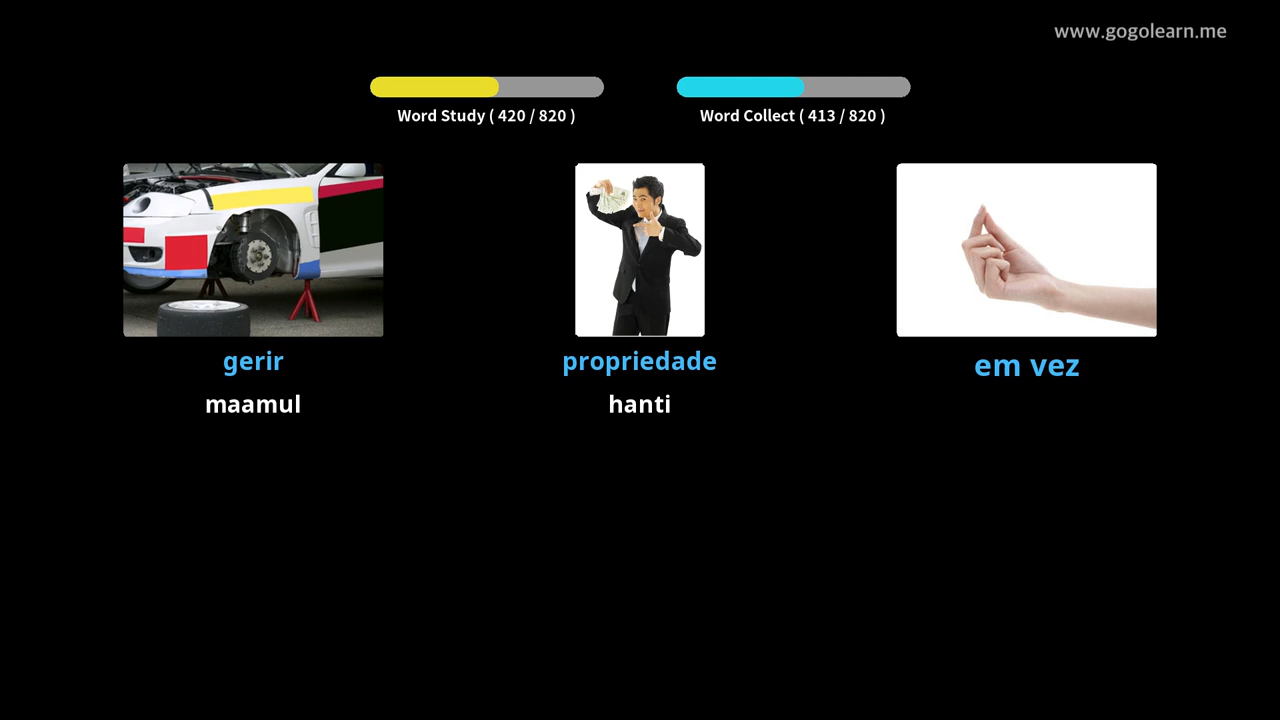 www.gogolearn.me
Word Study ( 420 / 820 )
Word Collect ( 413 / 820 )
gerir
maamul
propriedade
hanti
em vez